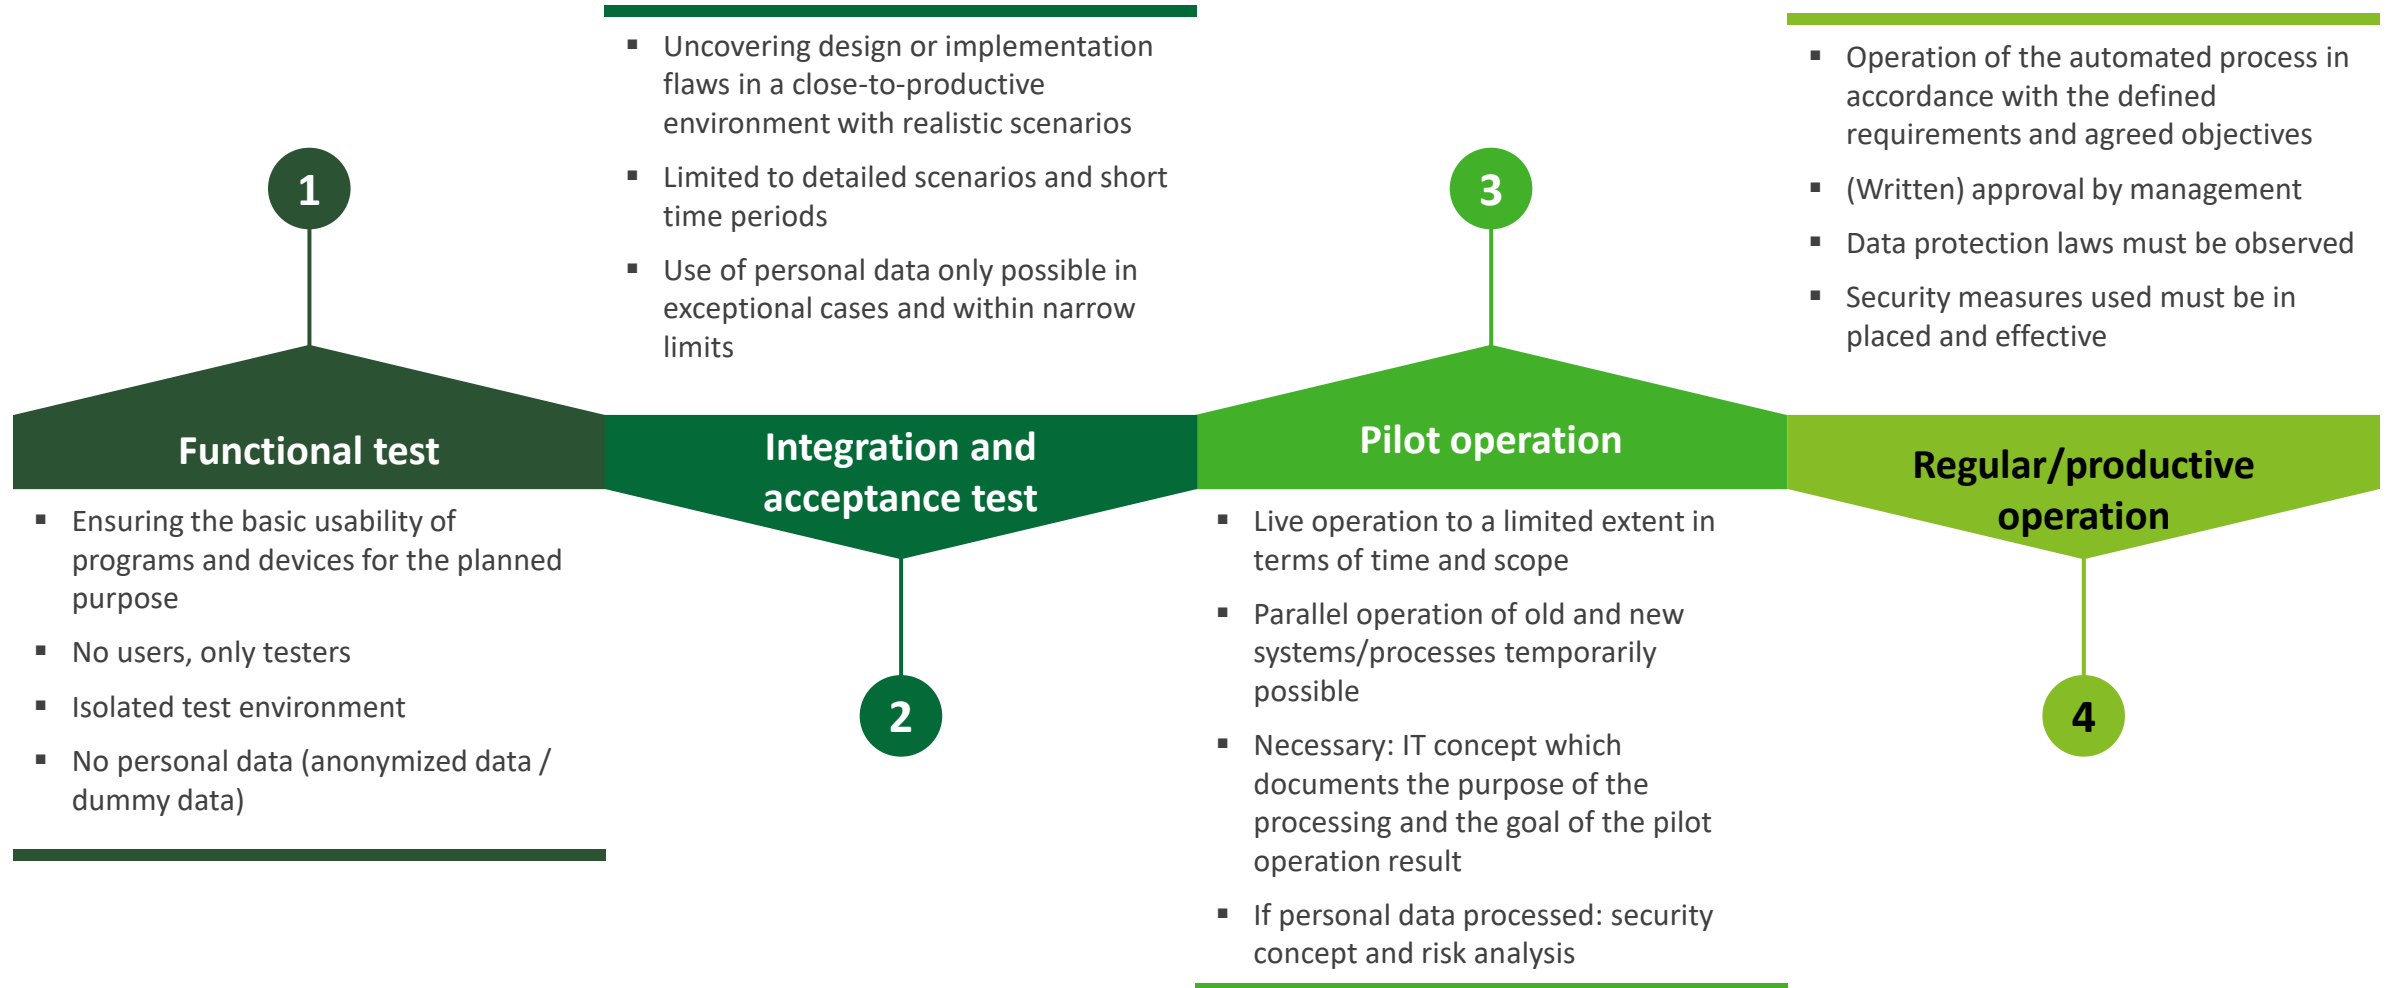 1
Functional test
▪ Ensuring the basic usability of
programs and devices for the planned
purpose
▪ No users, only testers
▪ Isolated test environment
▪ No personal data (anonymized data /
dummy data)
▪ Uncovering design or implementation
flaws in a close-to-productive
environment with realistic scenarios
▪ Limited to detailed scenarios and short
time periods
▪ Use of personal data only possible in
exceptional cases and within narrow
limits
Integration and
acceptance test
2
3
Pilot operation
▪ Live operation to a limited extent in
terms of time and scope
▪ Parallel operation of old and new
systems/processes temporarily
possible
▪ Necessary: IT concept which
documents the purpose of the
processing and the goal of the pilot
operation result
▪ If personal data processed: security
concept and risk analysis
▪ Operation of the automated process in
accordance with the defined
requirements and agreed objectives
▪ (Written) approval by management
▪ Data protection laws must be observed
▪ Security measures used must be in
placed and effective
Regular/productive
operation
4